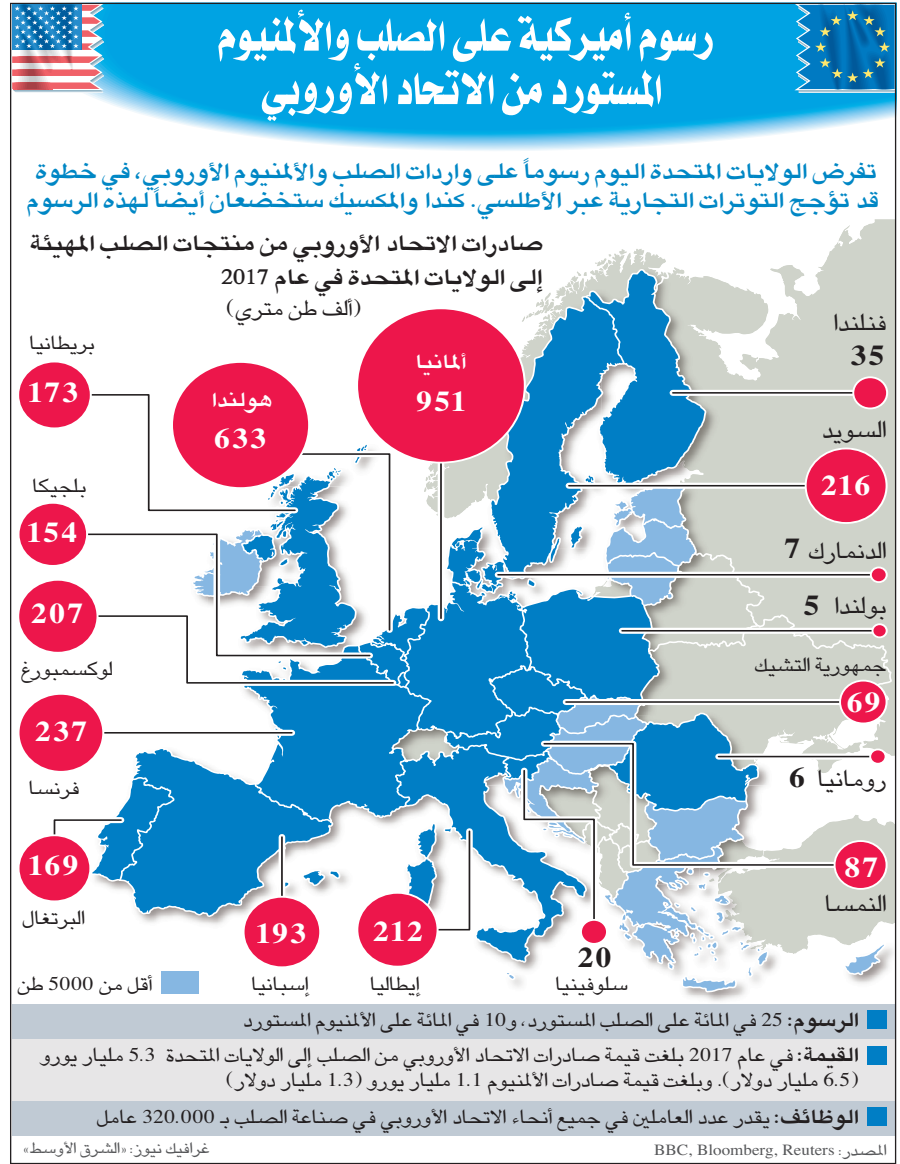 رسوم أميركية على الصلب والألمنيوم
المستورد من الاتحاد الأوروبي
تفرض الولايات المتحدة اليوم رسوماً على واردات الصلب والألمنيوم الأوروبي، في خطوة
قد تؤجج التوترات التجارية عبر الأطلسي. كندا والمكسيك ستخضعان أيضاً لهذه الرسوم
صادرات الاتحاد الأوروبي من منتجات الصلب المهيئة
إلى الولايات المتحدة في عام 2017
(ألف طن متري)
فنلندا
35
السويد
216
الدنمارك 7
بولندا 5
جمهورية التشيك
69
رومانيا 6
87
النمسا
ألمانيا
951
هولندا
633
بريطانيا
173
بلجيكا
154
207
لوكسمبورغ
237
فرنسا
169
البرتغال
193
إسبانيا
212
إيطاليا
20
سلوفينيا
أقل من 5000 طن
الرسوم: 25 في المائة على الصلب المستورد، و10 في المائة على الألمنيوم المستورد
القيمة: في عام 2017 بلغت قيمة صادرات الاتحاد الأوروبي من الصلب إلى الولايات المتحدة 5.3 مليار يورو
(6.5 مليار دولار). وبلغت قيمة صادرات الألمنيوم 1.1 مليار يورو (1.3 مليار دولار)
الوظائف: يقدر عدد العاملين في جميع أنحاء الاتحاد الأوروبي في صناعة الصلب بـ 320.000 عامل
المصدر: BBC, Bloomberg, Reuters
غرافيك نيوز: «الشرق الأوسط»